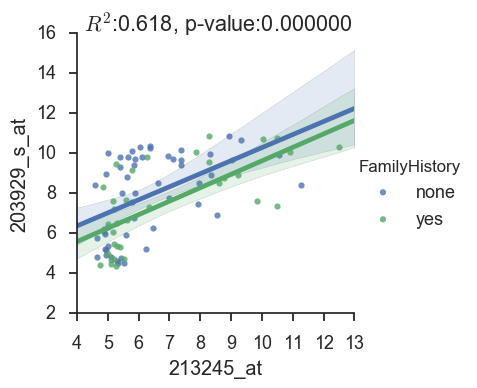 R²:0.618, p-value:0.000000
16
14
12
10
8
6
4
2
203929_s_at
4 5 6 7 8 9 10 11 12 13
213245_at
FamilyHistory
none
yes